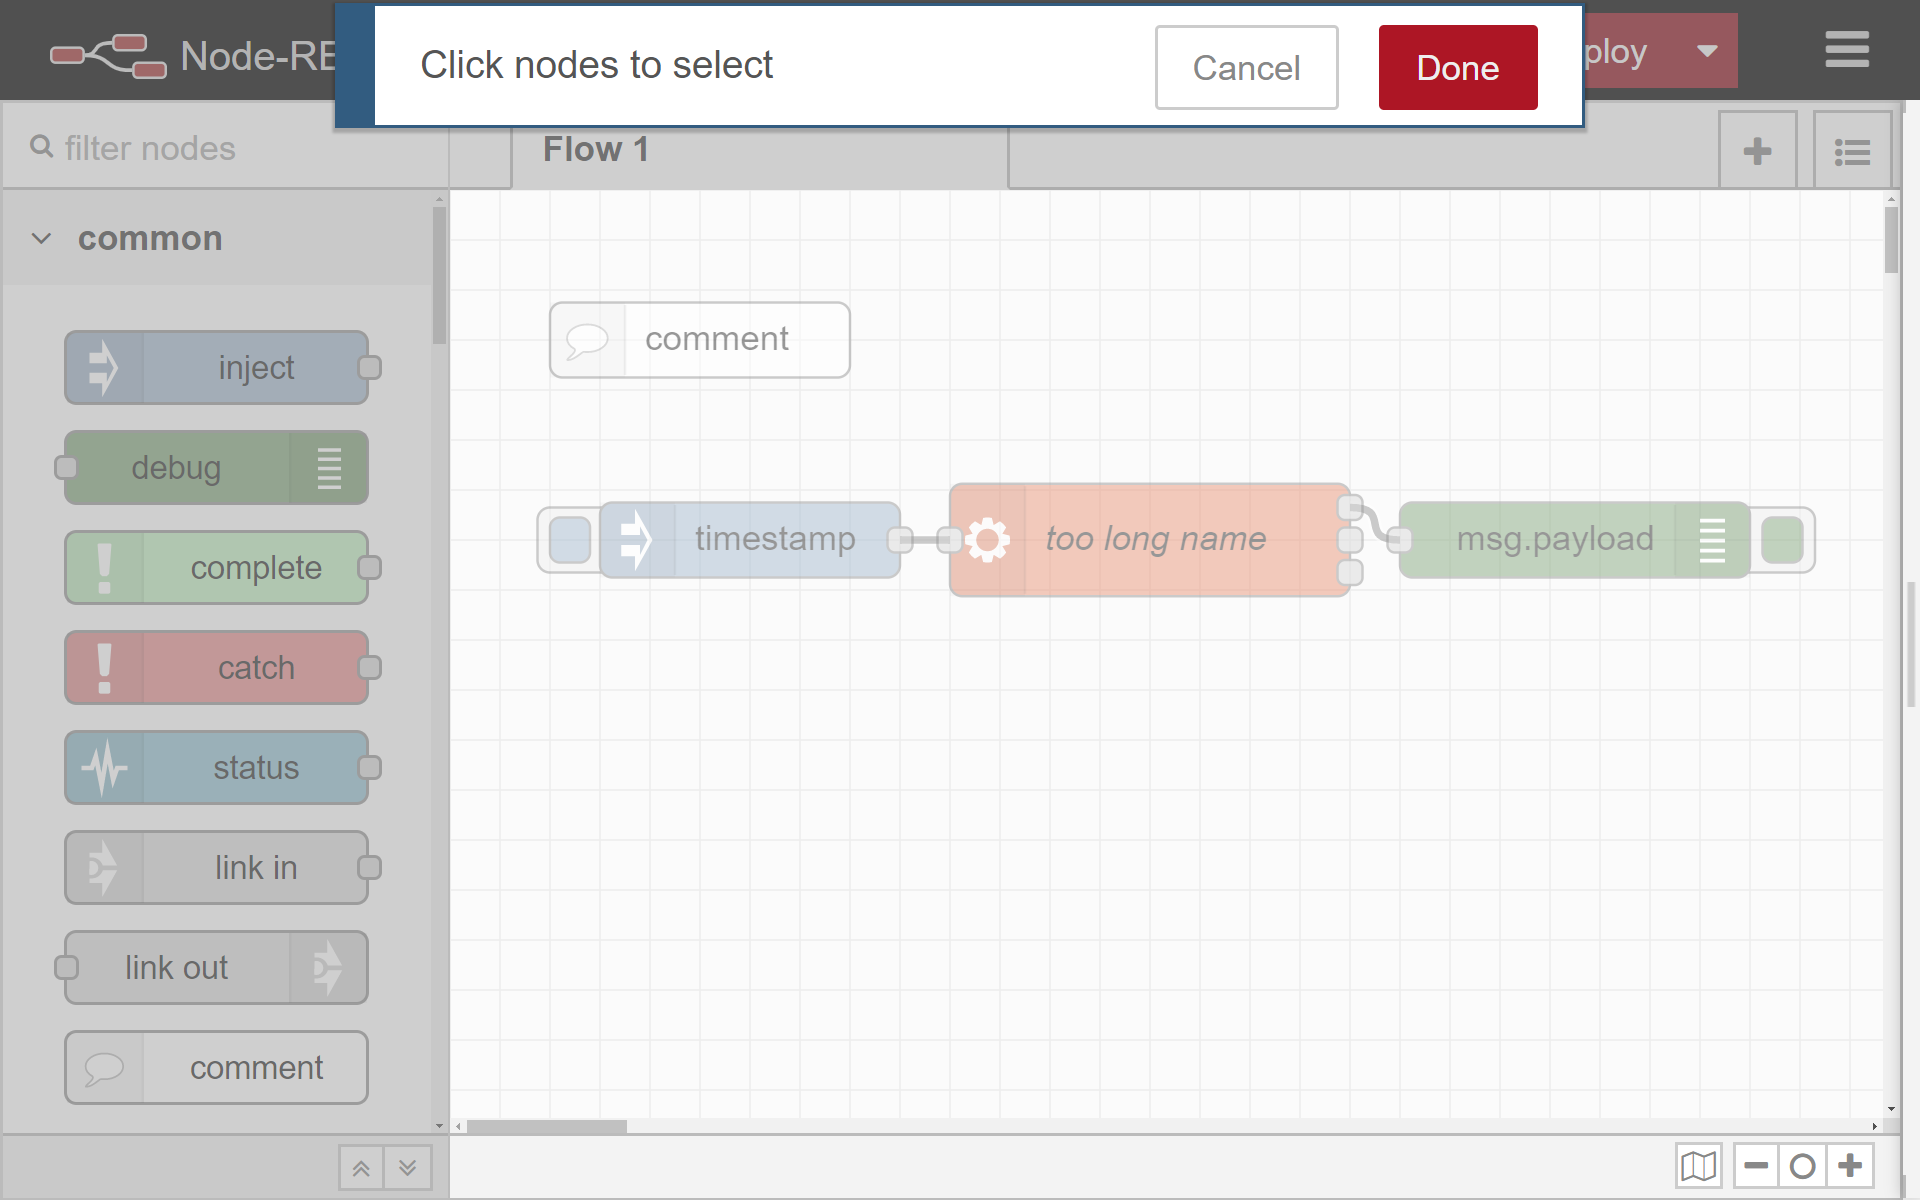 Node-RE
Click nodes to select
Cancel
Done
ploy
filter nodes
Flow 1
common
inject
debug
complete
catch
status
link in
link out
comment
comment
timestamp
too long name
msg.payload